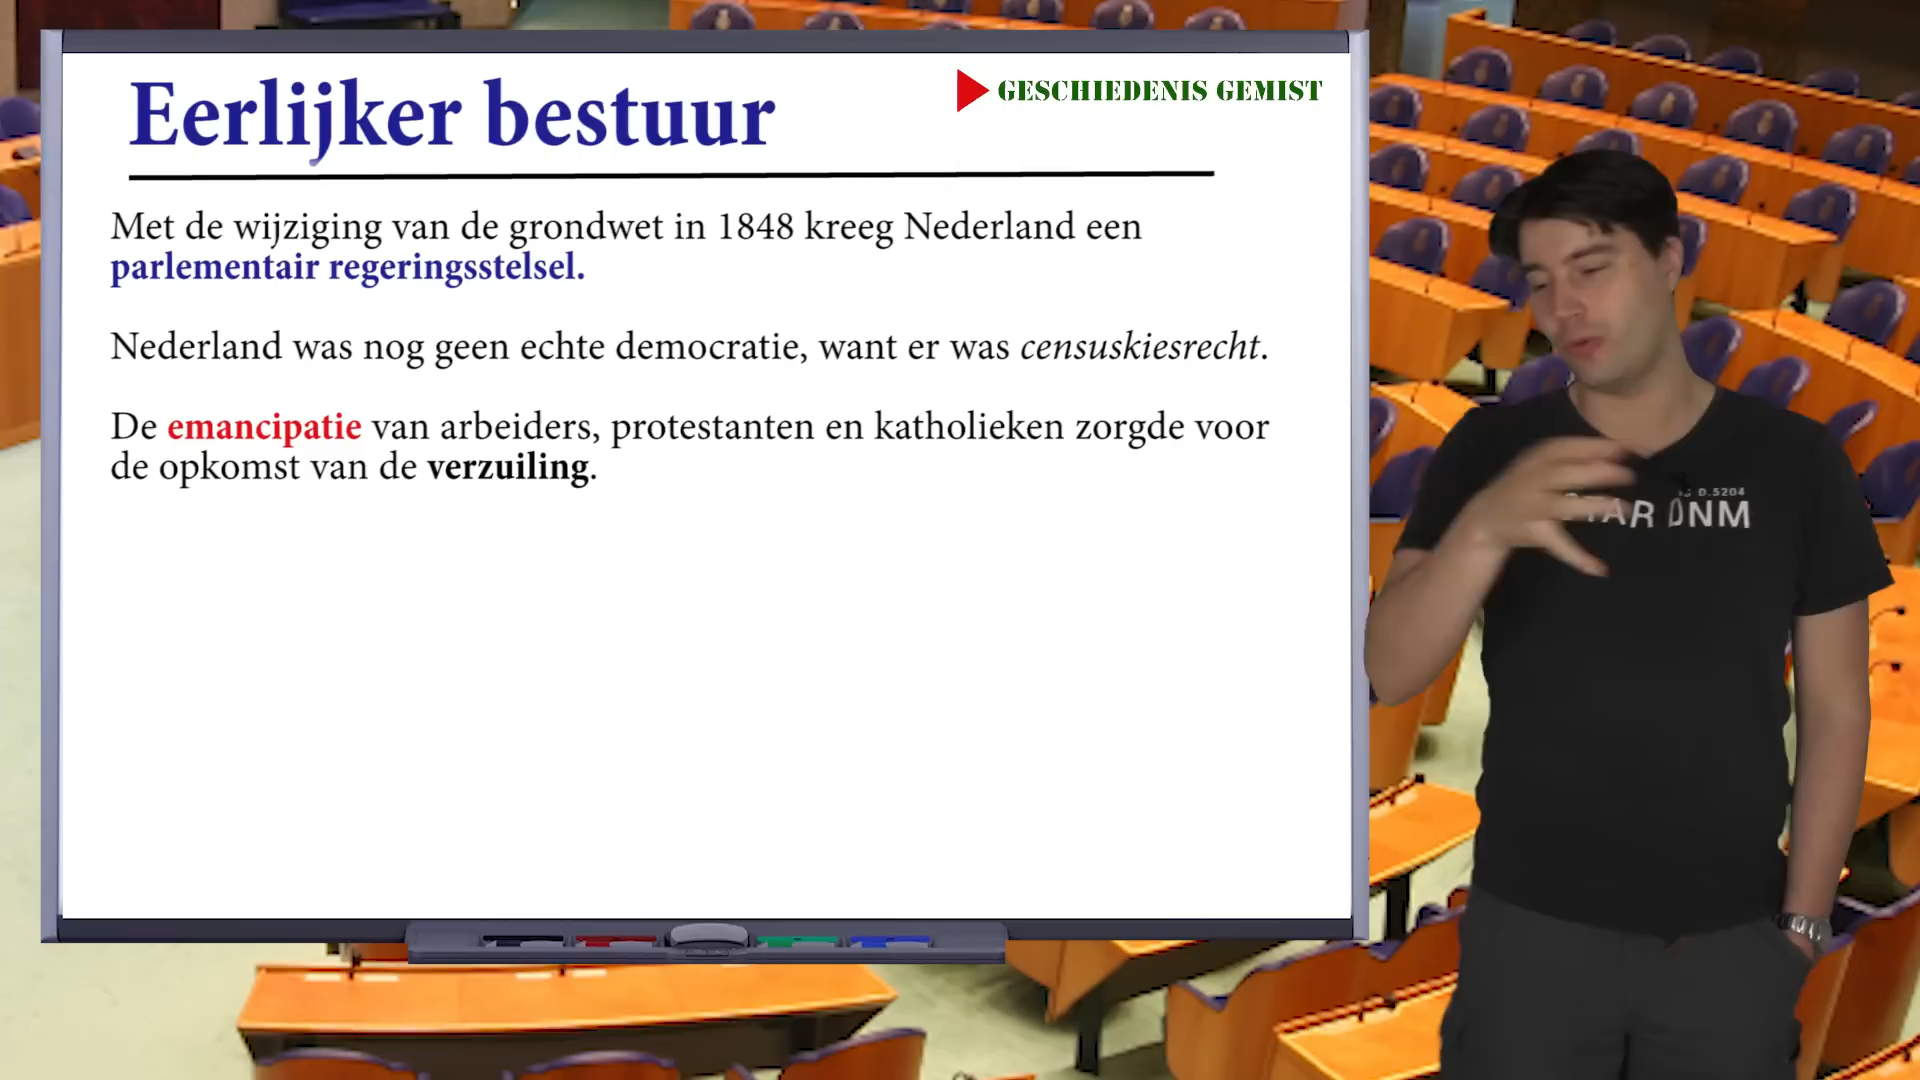 Eerlijker bestuur
GESCHIEDENIS GEMIST
Met de wijziging van de grondwet in 1848 kreeg Nederland een
parlementair regeringsstelsel.
Nederland was nog geen echte democratie, want er was censuskiesrecht.
De emancipatie van arbeiders, protestanten en katholieken zorgde voor
de opkomst van de verzuiling.
D.5204